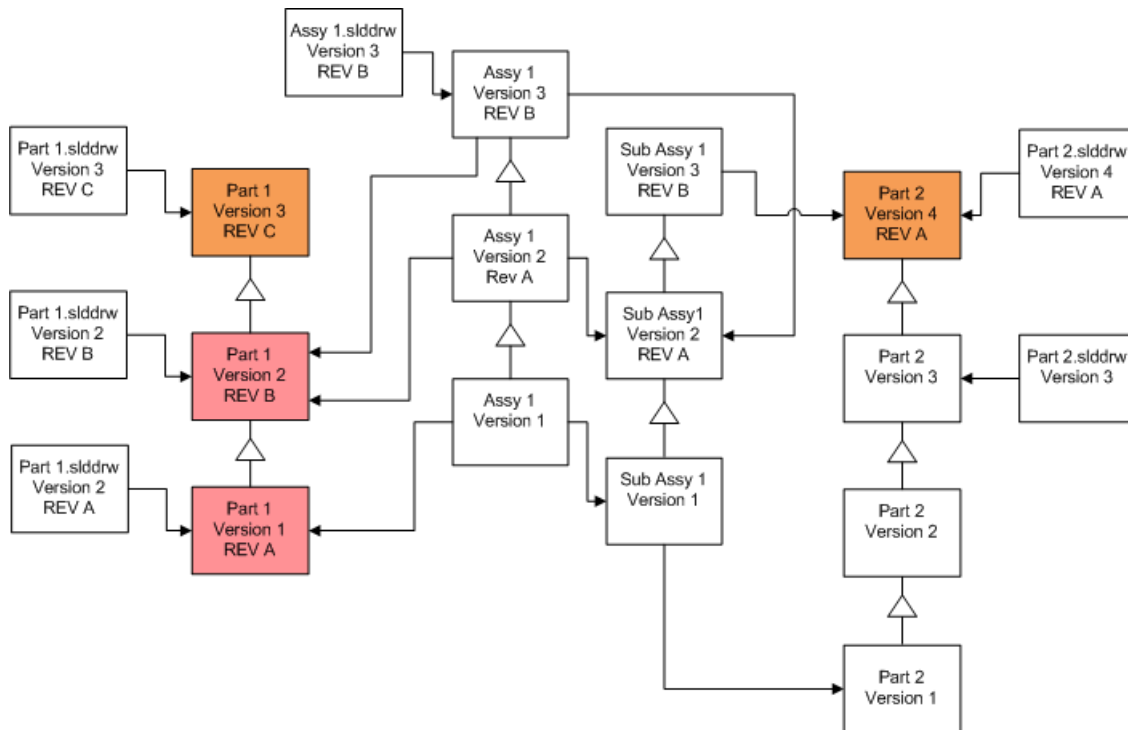 Assy 1.slddrw
Version 3
REV B
Assy 1
Version 3
REV B
Part 1.slddrw
Version 3
REV C
Part 1
Version 3
REV C
Sub Assy 1
Version 3
REV B
Part 2
Version 4
REV A
Part 2.slddrw
Version 4
REV A
Assy 1
Version 2
Rev A
Part 1.slddrw
Version 2
REV B
Part 1
Version 2
REV B
Sub Assy1
Version 2
REV A
Part 2
Version 3
Part 2.slddrw
Version 3
Assy 1
Version 1
Part 1.slddrw
Version 2
REV A
Part 1
Version 1
REV A
Sub Assy 1
Version 1
Part 2
Version 2
Part 2
Version 1